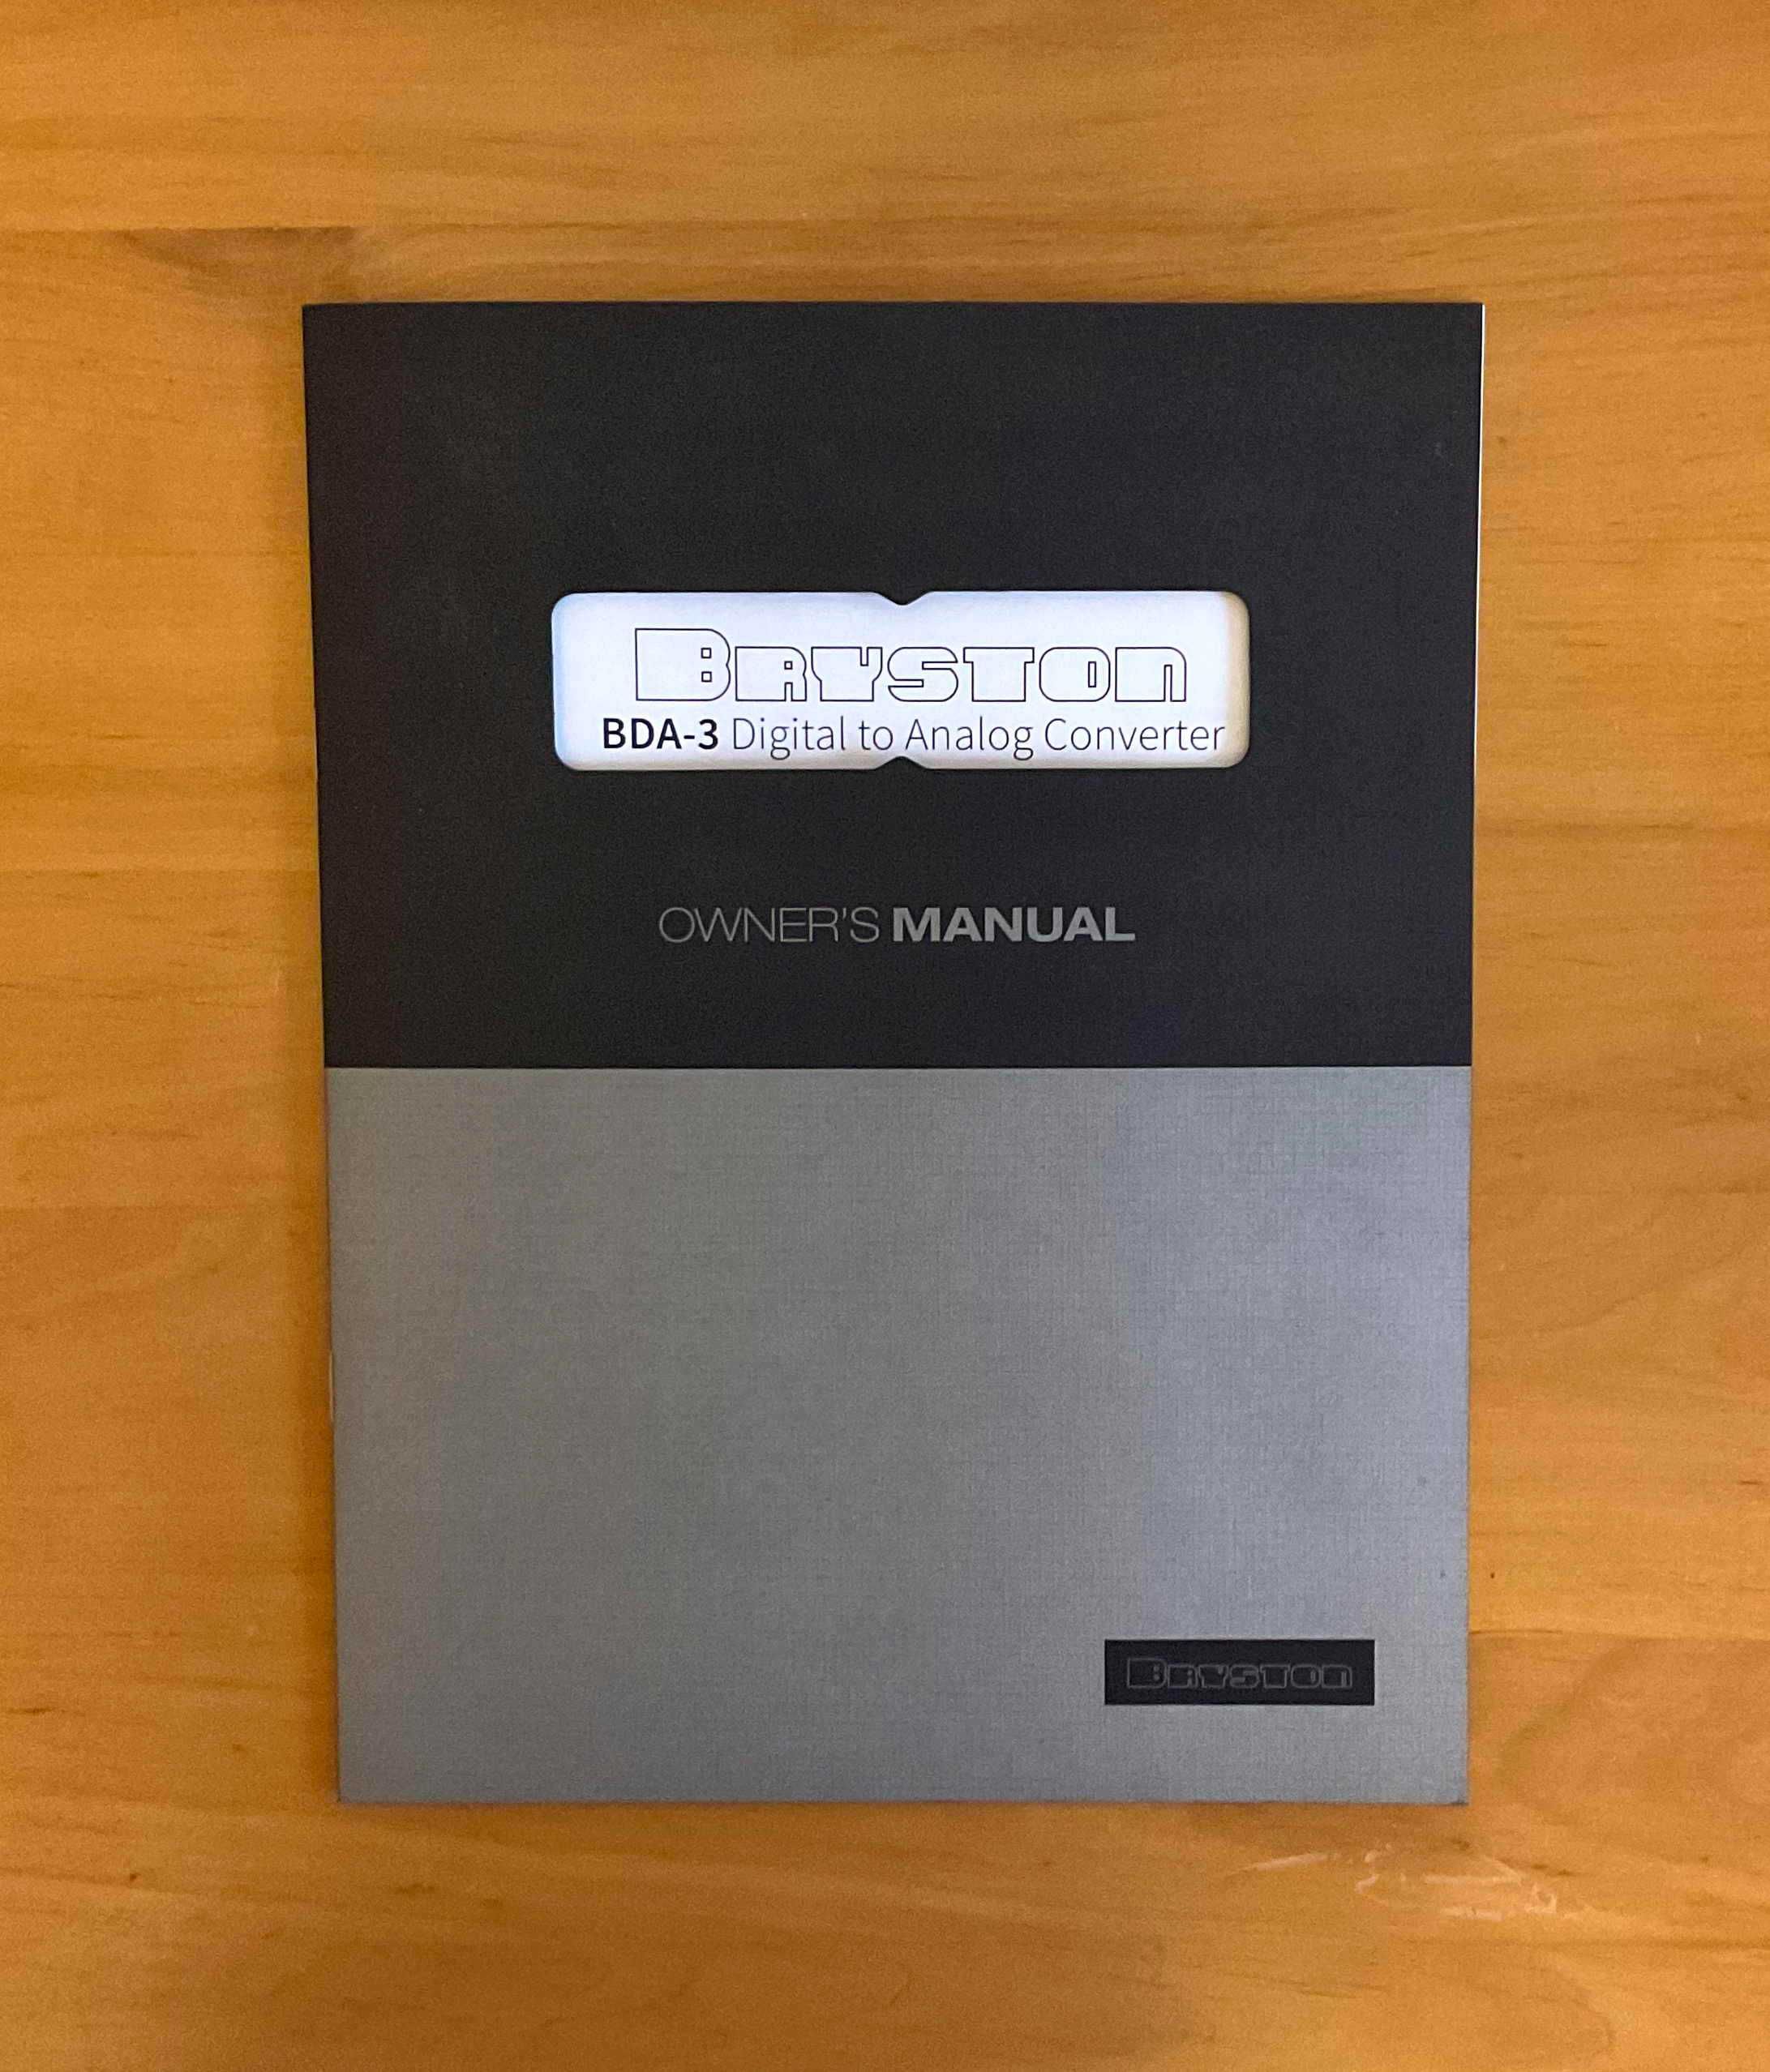 BRYSTON
BDA-3 Digital to Analog Converter
OWNER'S MANUAL
BRYSTON